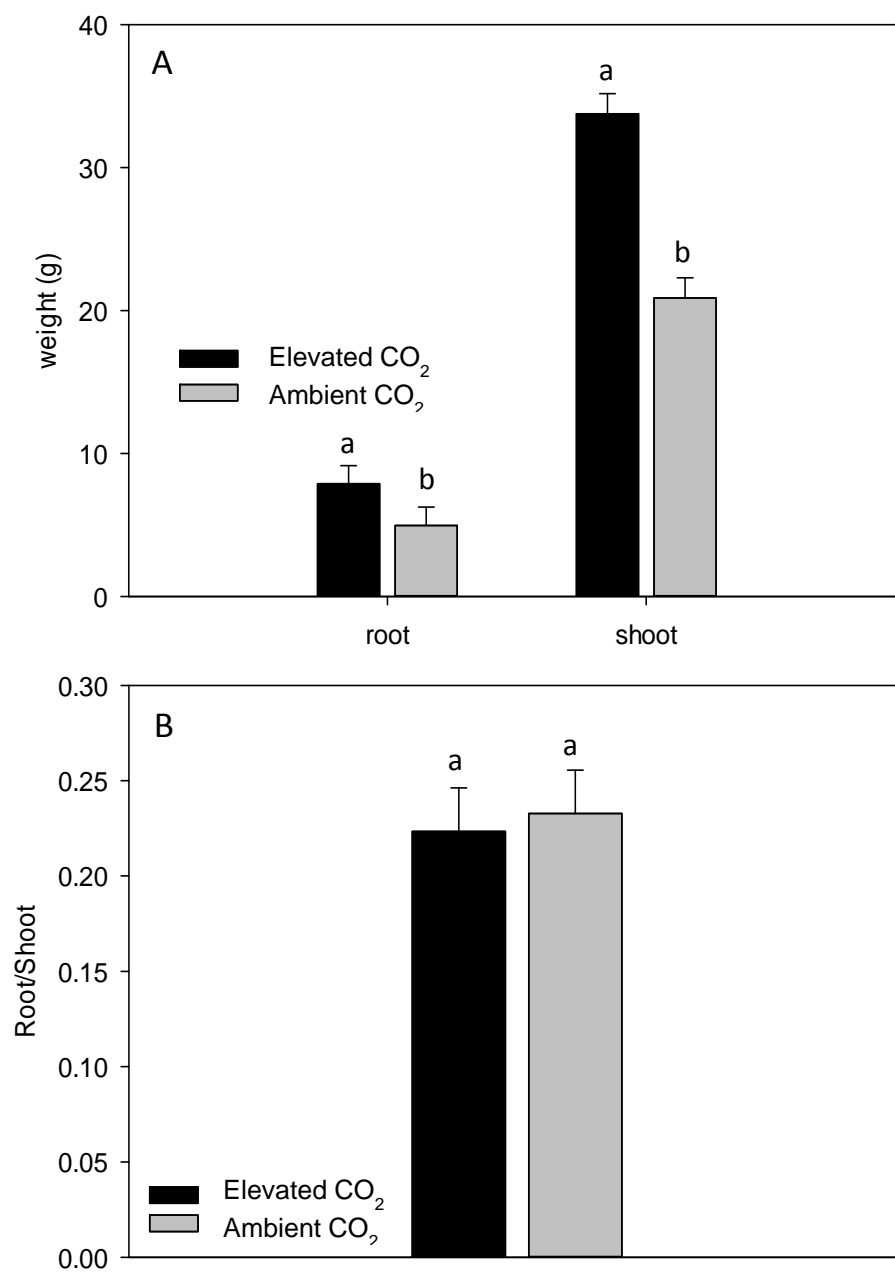 40
A
a
30
b
weight (g)
20
Elevated CO₂
Ambient CO₂
10
a
b
0
root shoot
0.30
B
a a
0.25
0.20
Root/Shoot
0.15
0.10
0.05
Elevated CO₂
Ambient CO₂
0.00